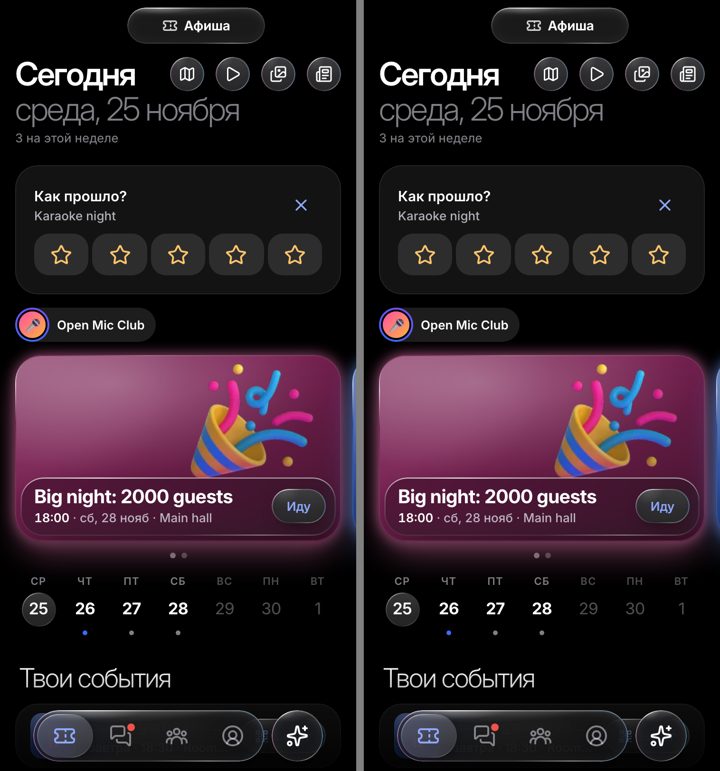 Афиша
Сегодня
среда, 25 ноября
3 на этой неделе
Как прошло?
Karaoke night
Open Mic Club
Big night: 2000 guests
18:00 · сб, 28 нояб · Main hall
Иду
СР ЧТ ПТ СБ ВС ПН ВТ
25 26 27 28 29 30 1
Твои события
Афиша
Сегодня
среда, 25 ноября
3 на этой неделе
Как прошло?
Karaoke night
Open Mic Club
Big night: 2000 guests
18:00 · сб, 28 нояб · Main hall
Иду
СР ЧТ ПТ СБ ВС ПН ВТ
25 26 27 28 29 30 1
Твои события